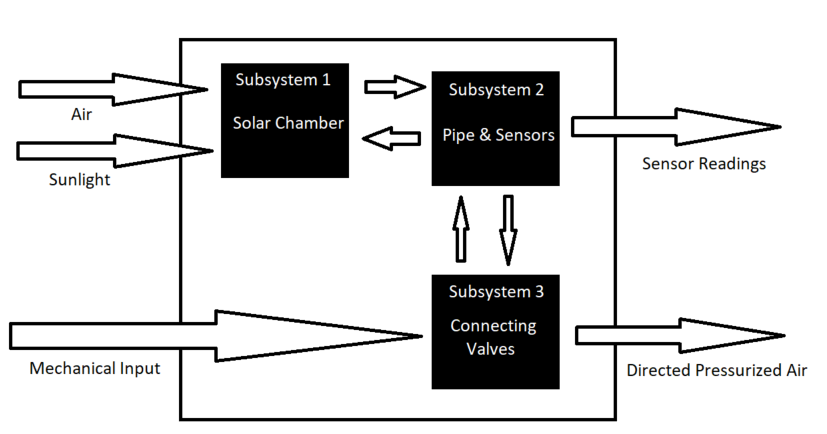 Air
Sunlight
Subsystem 1
Solar Chamber
Subsystem 2
Pipe & Sensors
Sensor Readings
Mechanical Input
Subsystem 3
Connecting
Valves
Directed Pressurized Air